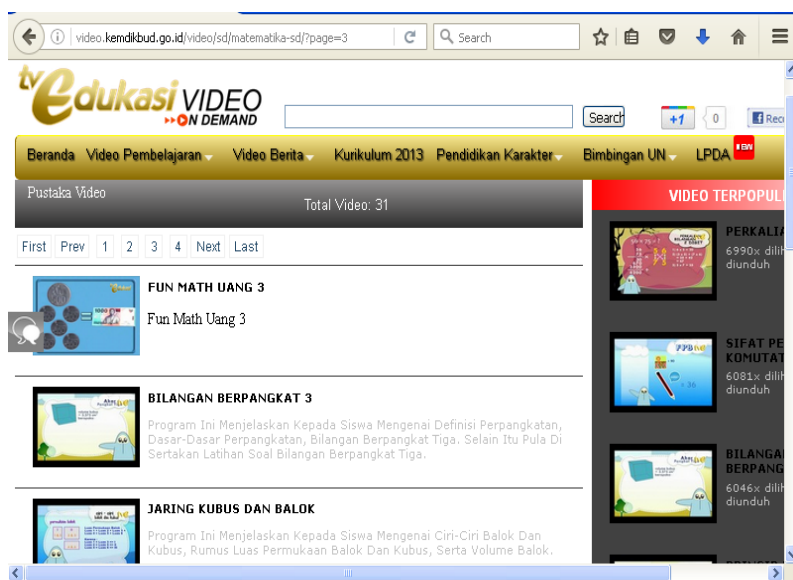 video.kemdikbud.go.id/video/sd/matematika-sd/?page=3
Search
tv Edukasi VIDEO
ON DEMAND
Search
+1
0
Beranda Video Pembelajaran Video Berita Kurikulum 2013 Pendidikan Karakter Bimbingan UN LPDA
Pustaka Video
Total Video: 31
First Prev 1 2 3 4 Next Last
FUN MATH UANG 3
Fun Math Uang 3
BILANGAN BERPANGKAT 3
Program Ini Menjelaskan Kepada Siswa Mengenai Definisi Perpangkatan,
Dasar-Dasar Perpangkatan, Bilangan Berpangkat Tiga. Selain Itu Pula Di
Sertakan Latihan Soal Bilangan Berpangkat Tiga.
JARING KUBUS DAN BALOK
Program Ini Menjelaskan Kepada Siswa Mengenai Ciri-Ciri Balok Dan
Kubus, Rumus Luas Permukaan Balok Dan Kubus, Serta Volume Balok.
VIDEO TERPOPUL
PERKALIA
6990x dilih
diunduh
SIFAT PE
KOMUTAT
6081x dilih
diunduh
BILANGA
BERPANG
6046x dilih
diunduh